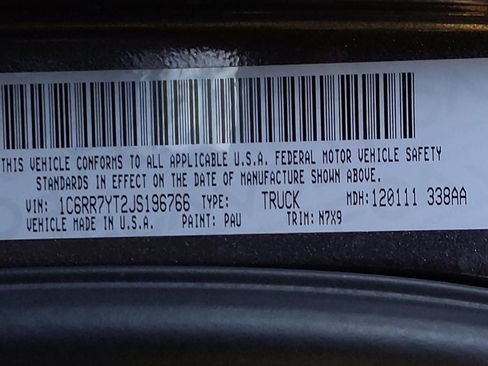 THIS VEHICLE CONFORMS TO ALL APPLICABLE U.S.A. FEDERAL MOTOR VEHICLE SAFETY
STANDARDS IN EFFECT ON THE DATE OF MANUFACTURE SHOWN ABOVE.
VIN: 1C6RR7YT2JS196766 TYPE: TRUCK MDH: 120111 338AA
VEHICLE MADE IN U.S.A. PAINT: PAU TRIM: N7X9